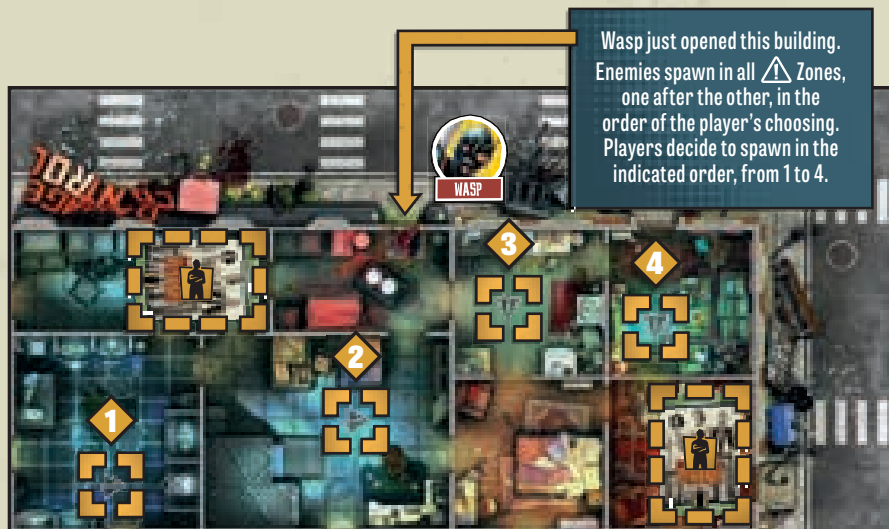 Wasp just opened this building.
Enemies spawn in all ⚠ Zones,
one after the other, in the
order of the player's choosing.
Players decide to spawn in the
indicated order, from 1 to 4.
WASP
3
4
2
1